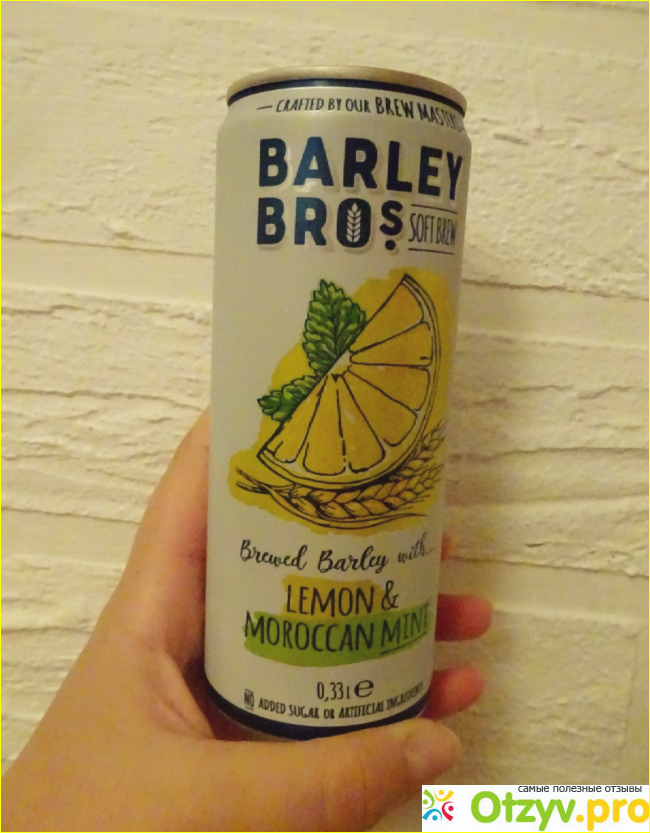 — CRAFTED BY OUR BREW MASTERS
BARLEY
BROS SOFT BREW
Brewed Barley with...
LEMON &
MOROCCAN MINT
0,33 l e
NO ADDED SUGAR OR ARTIFICIAL INGREDIENTS
самые полезные отзывы
Otzyv.pro